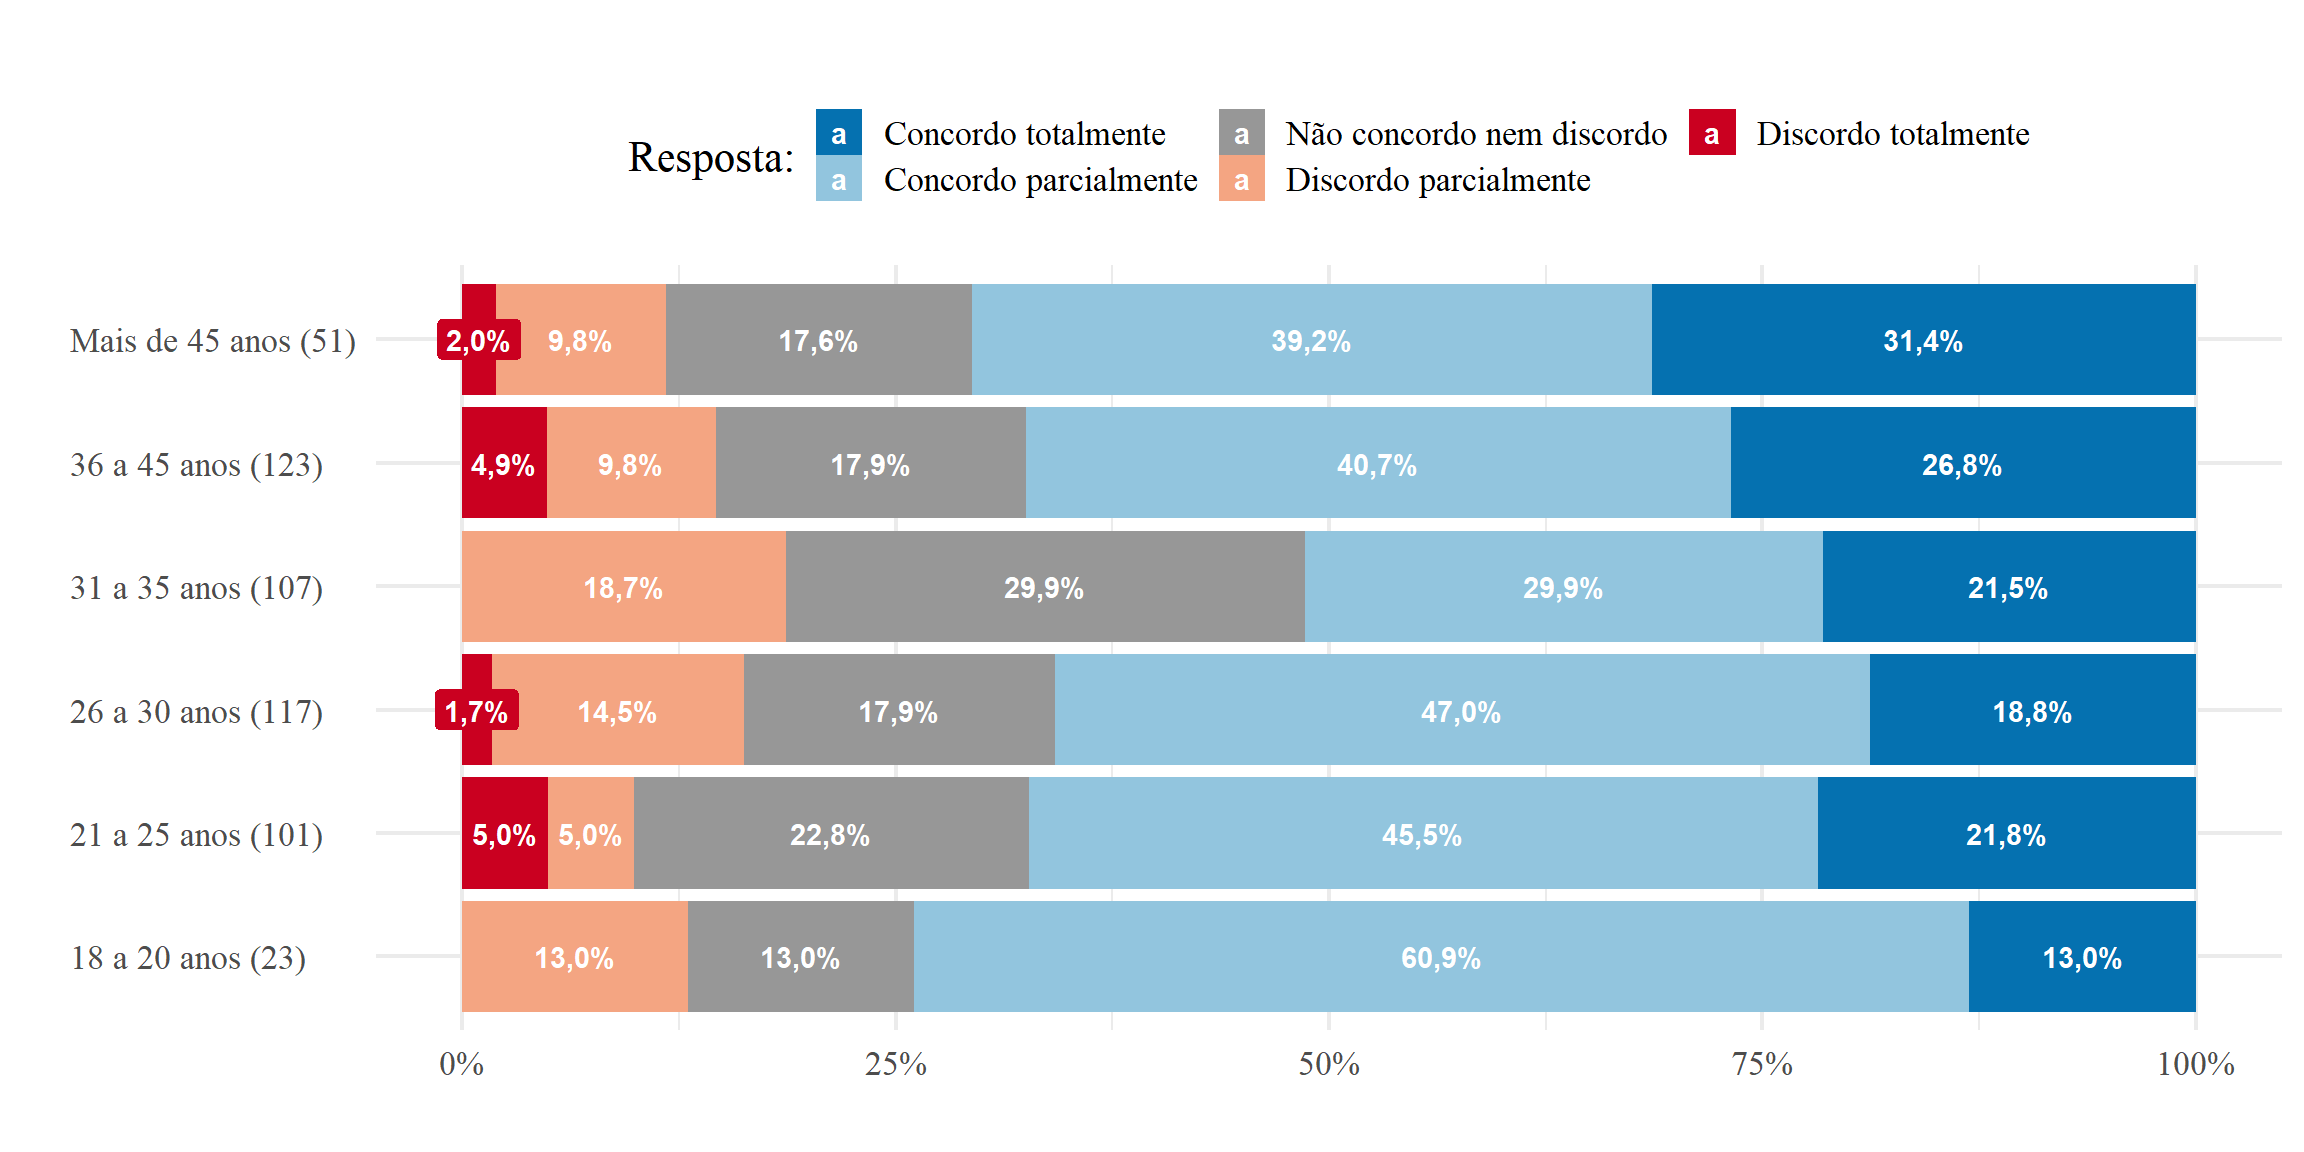 Resposta:
a Concordo totalmente a Não concordo nem discordo a Discordo totalmente
a Concordo parcialmente a Discordo parcialmente
Mais de 45 anos (51) 2,0% 9,8% 17,6% 39,2% 31,4%
36 a 45 anos (123) 4,9% 9,8% 17,9% 40,7% 26,8%
31 a 35 anos (107) 18,7% 29,9% 29,9% 21,5%
26 a 30 anos (117) 1,7% 14,5% 17,9% 47,0% 18,8%
21 a 25 anos (101) 5,0% 5,0% 22,8% 45,5% 21,8%
18 a 20 anos (23) 13,0% 13,0% 60,9% 13,0%
0% 25% 50% 75% 100%